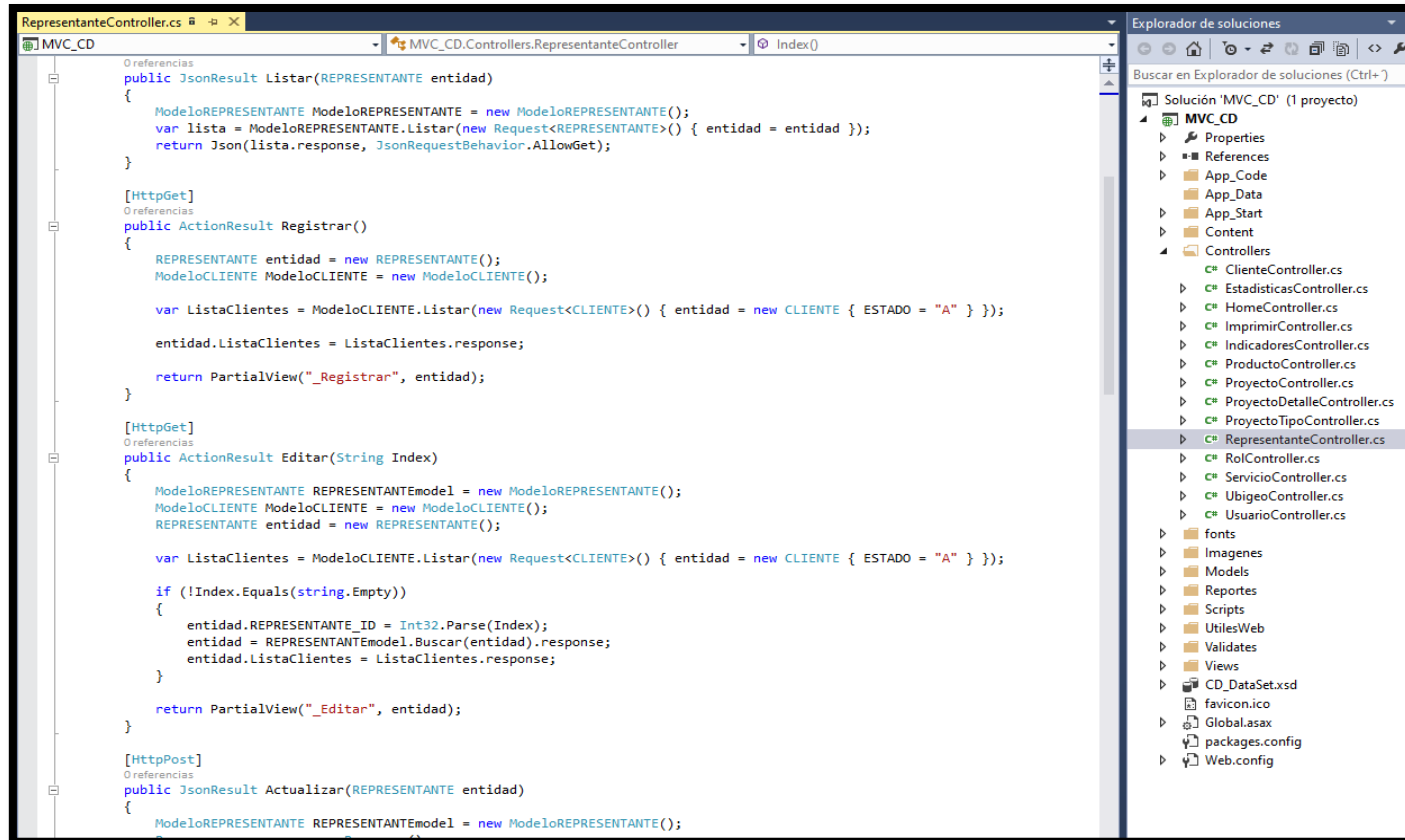 RepresentanteController.cs
MVC_CD
MVC_CD.Controllers.RepresentanteController
Index()
0 referencias
public JsonResult Listar(REPRESENTANTE entidad)
{
ModeloREPRESENTANTE ModeloREPRESENTANTE = new ModeloREPRESENTANTE();
var lista = ModeloREPRESENTANTE.Listar(new Request<REPRESENTANTE>() { entidad = entidad });
return Json(lista.response, JsonRequestBehavior.AllowGet);
}
[HttpGet]
0 referencias
public ActionResult Registrar()
{
REPRESENTANTE entidad = new REPRESENTANTE();
ModeloCLIENTE ModeloCLIENTE = new ModeloCLIENTE();
var ListaClientes = ModeloCLIENTE.Listar(new Request<CLIENTE>() { entidad = new CLIENTE { ESTADO = "A" } });
entidad.ListaClientes = ListaClientes.response;
return PartialView("_Registrar", entidad);
}
[HttpGet]
0 referencias
public ActionResult Editar(String Index)
{
ModeloREPRESENTANTE REPRESENTANTEmodel = new ModeloREPRESENTANTE();
ModeloCLIENTE ModeloCLIENTE = new ModeloCLIENTE();
REPRESENTANTE entidad = new REPRESENTANTE();
var ListaClientes = ModeloCLIENTE.Listar(new Request<CLIENTE>() { entidad = new CLIENTE { ESTADO = "A" } });
if (!Index.Equals(string.Empty))
{
entidad.REPRESENTANTE_ID = Int32.Parse(Index);
entidad = REPRESENTANTEmodel.Buscar(entidad).response;
entidad.ListaClientes = ListaClientes.response;
}
return PartialView("_Editar", entidad);
}
[HttpPost]
0 referencias
public JsonResult Actualizar(REPRESENTANTE entidad)
{
ModeloREPRESENTANTE REPRESENTANTEmodel = new ModeloREPRESENTANTE();
Explorador de soluciones
Buscar en Explorador de soluciones (Ctrl+´)
Solución 'MVC_CD' (1 proyecto)
MVC_CD
Properties
References
App_Code
App_Data
App_Start
Content
Controllers
C# ClienteController.cs
C# EstadisticasController.cs
C# HomeController.cs
C# ImprimirController.cs
C# IndicadoresController.cs
C# ProductoController.cs
C# ProyectoController.cs
C# ProyectoDetalleController.cs
C# ProyectoTipoController.cs
C# RepresentanteController.cs
C# RolController.cs
C# ServicioController.cs
C# UbigeoController.cs
C# UsuarioController.cs
fonts
Imagenes
Models
Reportes
Scripts
UtilesWeb
Validates
Views
CD_DataSet.xsd
favicon.ico
Global.asax
packages.config
Web.config